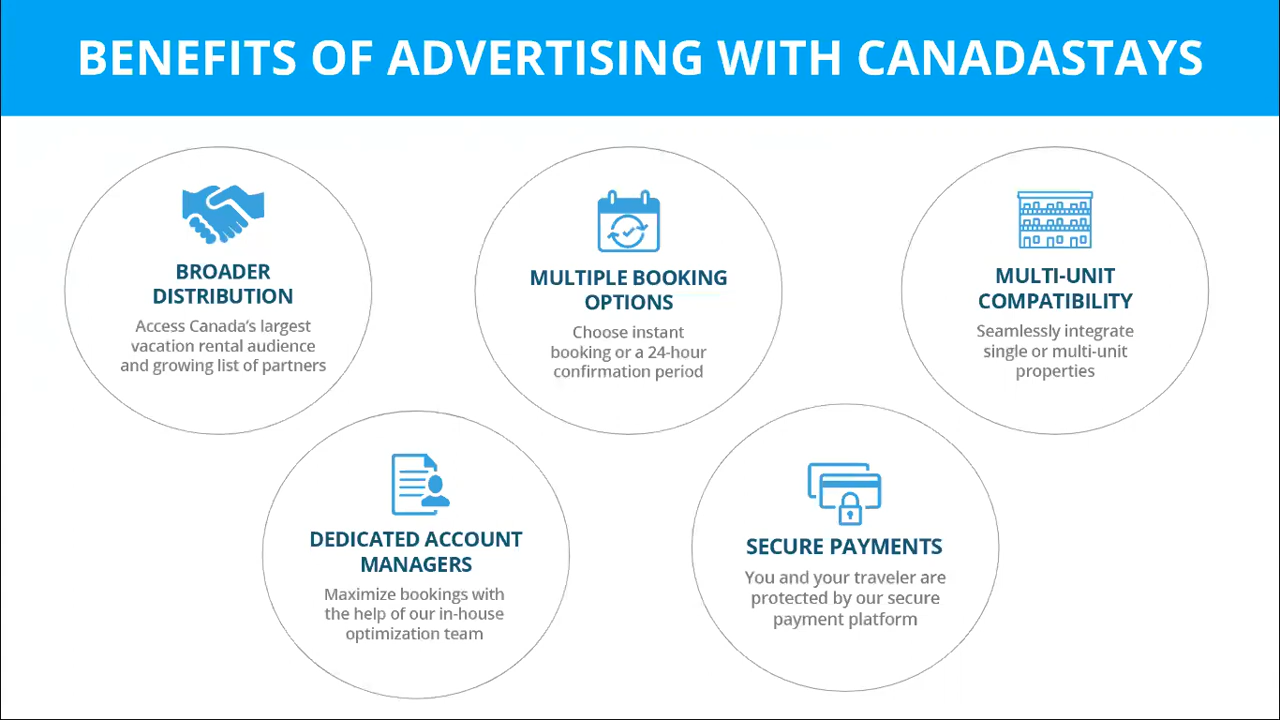 BENEFITS OF ADVERTISING WITH CANADASTAYS
BROADER
DISTRIBUTION
Access Canada's largest
vacation rental audience
and growing list of partners
MULTIPLE BOOKING
OPTIONS
Choose instant
booking or a 24-hour
confirmation period
MULTI-UNIT
COMPATIBILITY
Seamlessly integrate
single or multi-unit
properties
DEDICATED ACCOUNT
MANAGERS
Maximize bookings with
the help of our in-house
optimization team
SECURE PAYMENTS
You and your traveler are
protected by our secure
payment platform